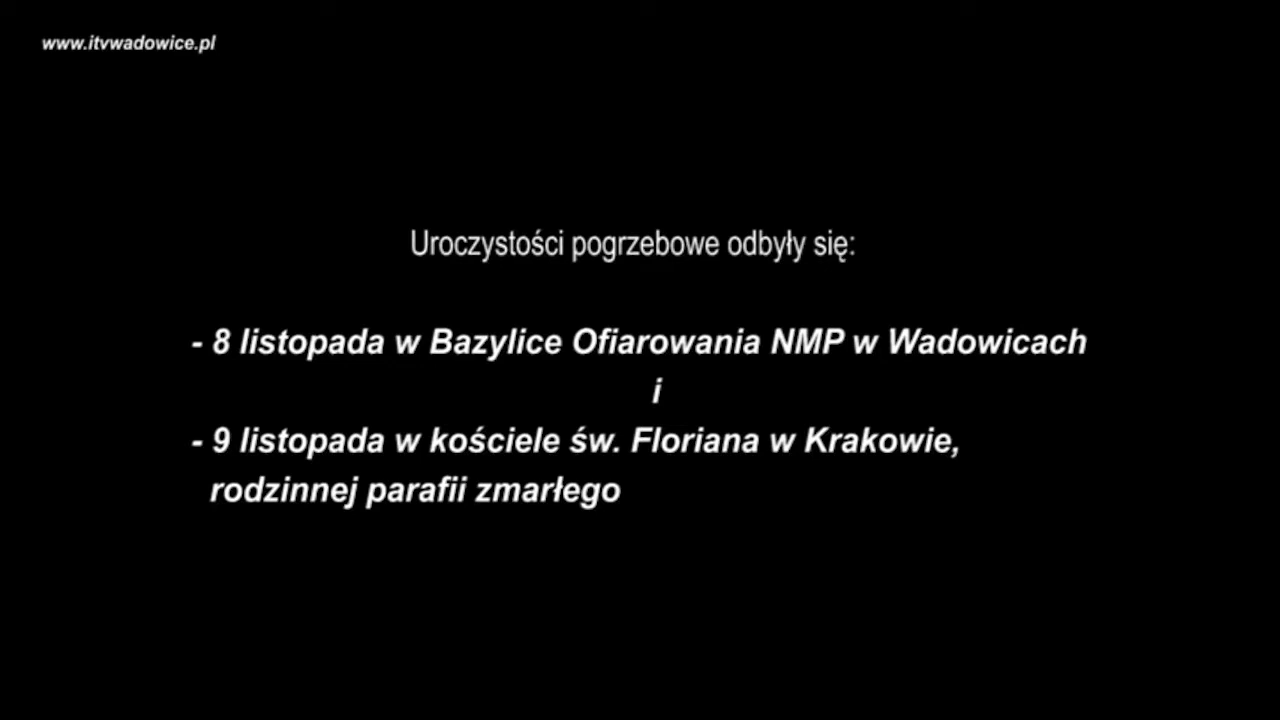 www.itvwadowice.pl
Uroczystości pogrzebowe odbyły się:
- 8 listopada w Bazylice Ofiarowania NMP w Wadowicach
i
- 9 listopada w kościele św. Floriana w Krakowie,
rodzinnej parafii zmarłego